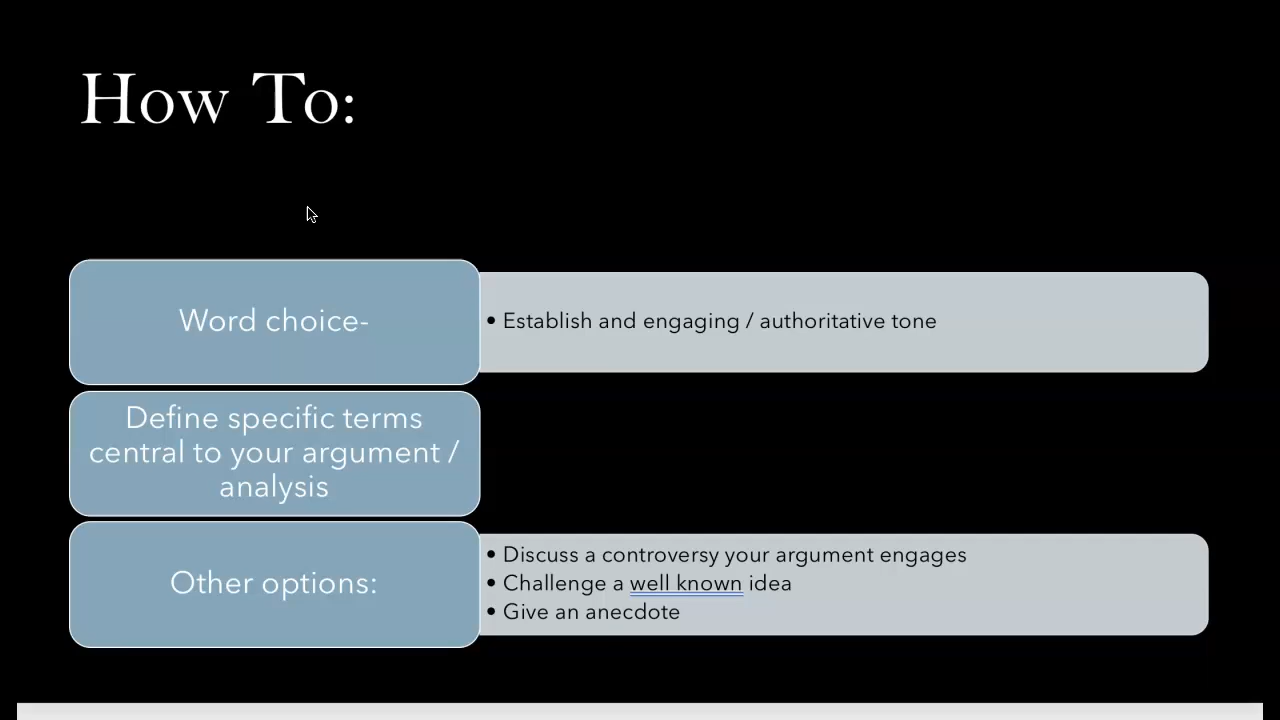 How To:
Word choice-
• Establish and engaging / authoritative tone
Define specific terms
central to your argument /
analysis
Other options:
• Discuss a controversy your argument engages
• Challenge a well known idea
• Give an anecdote